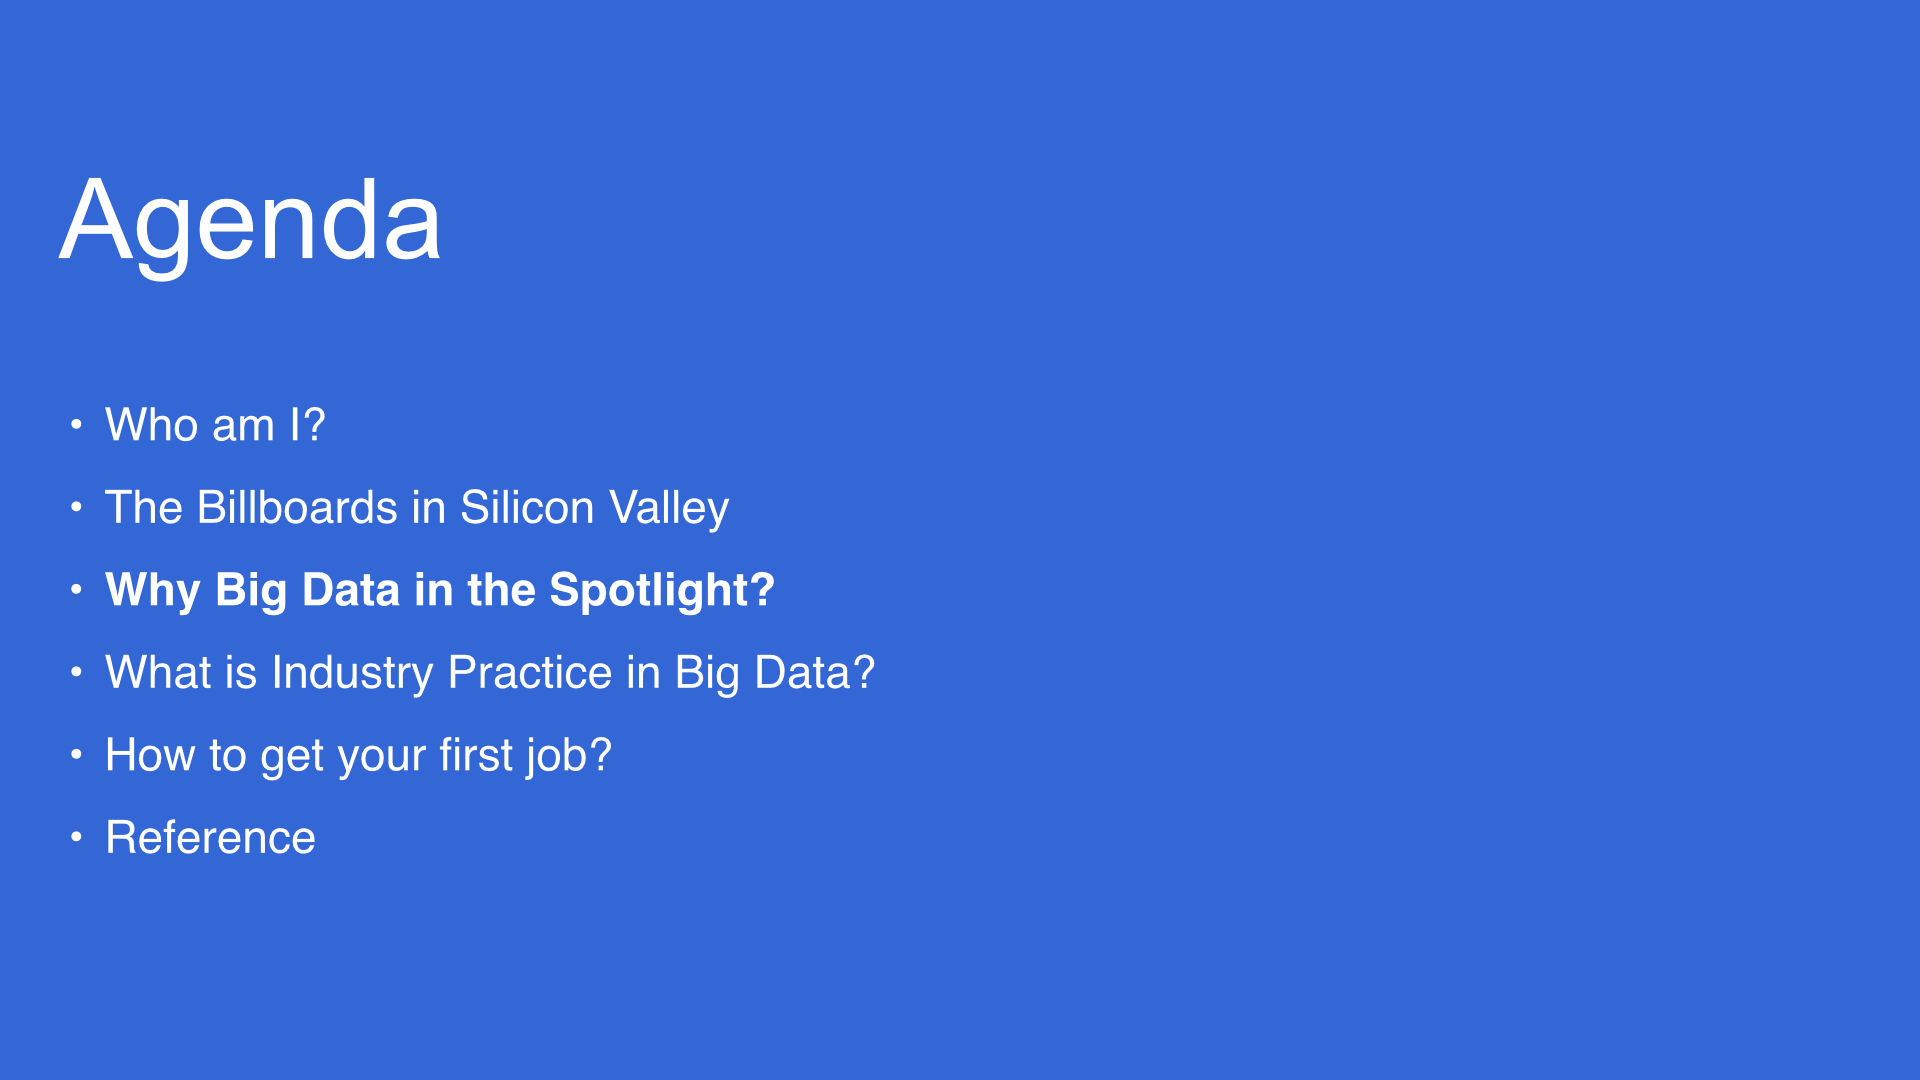 Agenda
• Who am I?
• The Billboards in Silicon Valley
• Why Big Data in the Spotlight?
• What is Industry Practice in Big Data?
• How to get your first job?
• Reference